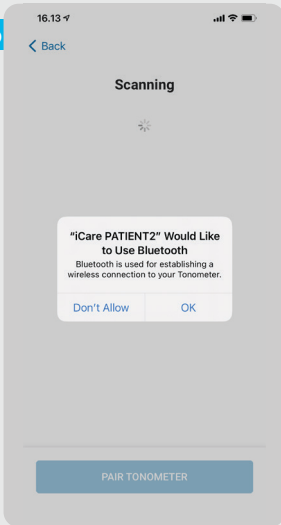 16.13
Back
Scanning
"iCare PATIENT2" Would Like
to Use Bluetooth
Bluetooth is used for establishing a
wireless connection to your Tonometer.
Don't Allow
OK
PAIR TONOMETER